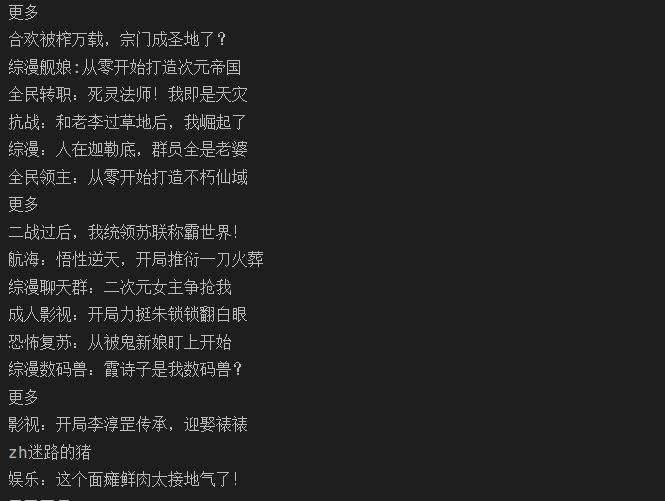 更多
合欢被榨万载，宗门成圣地了？
综漫舰娘:从零开始打造次元帝国
全民转职：死灵法师！我即是天灾
抗战：和老李过草地后，我崛起了
综漫：人在迦勒底，群员全是老婆
全民领主：从零开始打造不朽仙域
更多
二战过后，我统领苏联称霸世界！
航海：悟性逆天，开局推衍一刀火葬
综漫聊天群：二次元女主争抢我
成人影视：开局力挺朱锁锁翻白眼
恐怖复苏：从被鬼新娘盯上开始
综漫数码兽：霞诗子是我数码兽？
更多
影视：开局李淳罡传承，迎娶裱裱
zh迷路的猪
娱乐：这个面瘫鲜肉太接地气了！